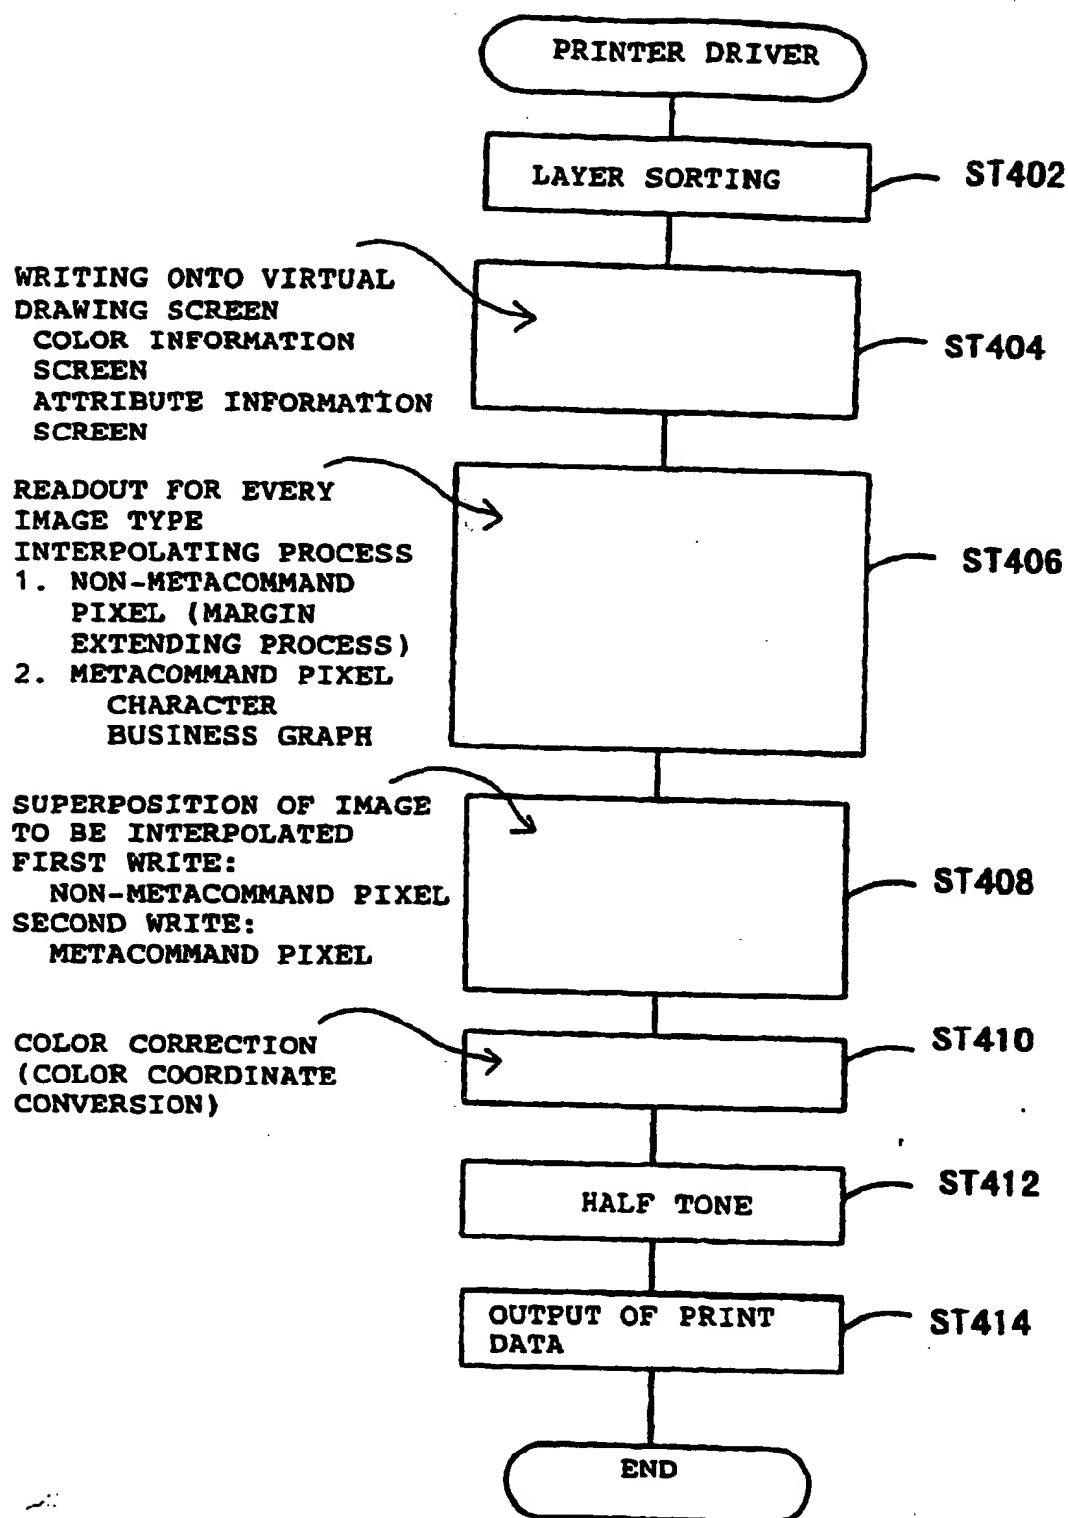 PRINTER DRIVER
LAYER SORTING
ST402
WRITING ONTO VIRTUAL
DRAWING SCREEN
COLOR INFORMATION
SCREEN
ATTRIBUTE INFORMATION
SCREEN
ST404
READOUT FOR EVERY
IMAGE TYPE
INTERPOLATING PROCESS
1. NON-METACOMMAND
PIXEL (MARGIN
EXTENDING PROCESS)
2. METACOMMAND PIXEL
CHARACTER
BUSINESS GRAPH
ST406
SUPERPOSITION OF IMAGE
TO BE INTERPOLATED
FIRST WRITE:
NON-METACOMMAND PIXEL
SECOND WRITE:
METACOMMAND PIXEL
ST408
COLOR CORRECTION
(COLOR COORDINATE
CONVERSION)
ST410
HALF TONE
ST412
OUTPUT OF PRINT
DATA
ST414
END